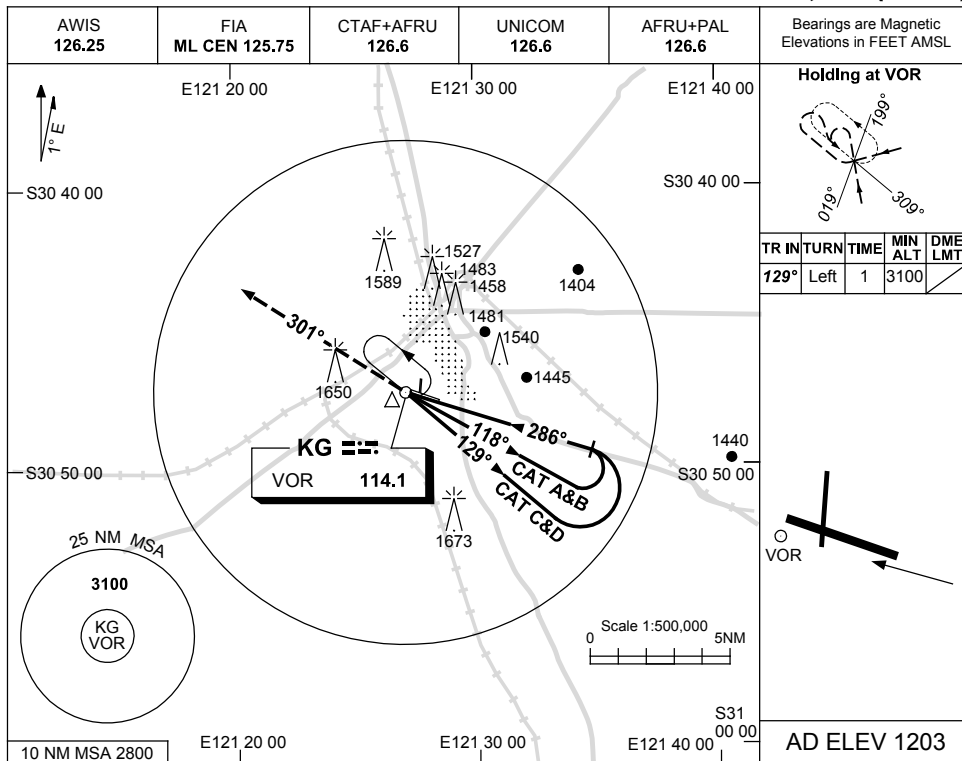 AWIS
126.25
FIA
ML CEN 125.75
CTAF+AFRU
126.6
UNICOM
126.6
AFRU+PAL
126.6
Bearings are Magnetic
Elevations in FEET AMSL
E121 20 00
E121 30 00
E121 40 00
1° E
S30 40 00
S30 40 00
Holding at VOR
199°
019°
309°
TR IN TURN TIME MIN ALT DME LMT
129° Left 1 3100
1589
1527
1483
1458
1404
1481
1540
1445
301°
1650
286°
118°
129°
CAT A&B
CAT C&D
KG
VOR 114.1
1440
S30 50 00
S30 50 00
1673
VOR
25 NM MSA
3100
KG
VOR
Scale 1:500,000
0 5NM
S31
00 00
10 NM MSA 2800
E121 20 00
E121 30 00
E121 40 00
AD ELEV 1203